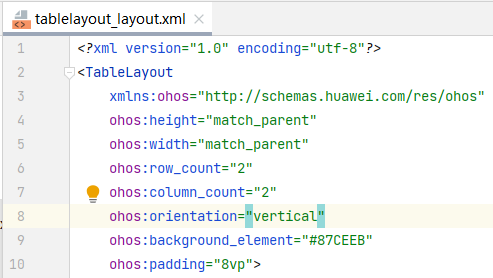 tablelayout_layout.xml
1 <?xml version="1.0" encoding="utf-8"?>
2 <TableLayout
3 xmlns:ohos="http://schemas.huawei.com/res/ohos"
4 ohos:height="match_parent"
5 ohos:width="match_parent"
6 ohos:row_count="2"
7 ohos:column_count="2"
8 ohos:orientation="vertical"
9 ohos:background_element="#87CEEB"
10 ohos:padding="8vp">